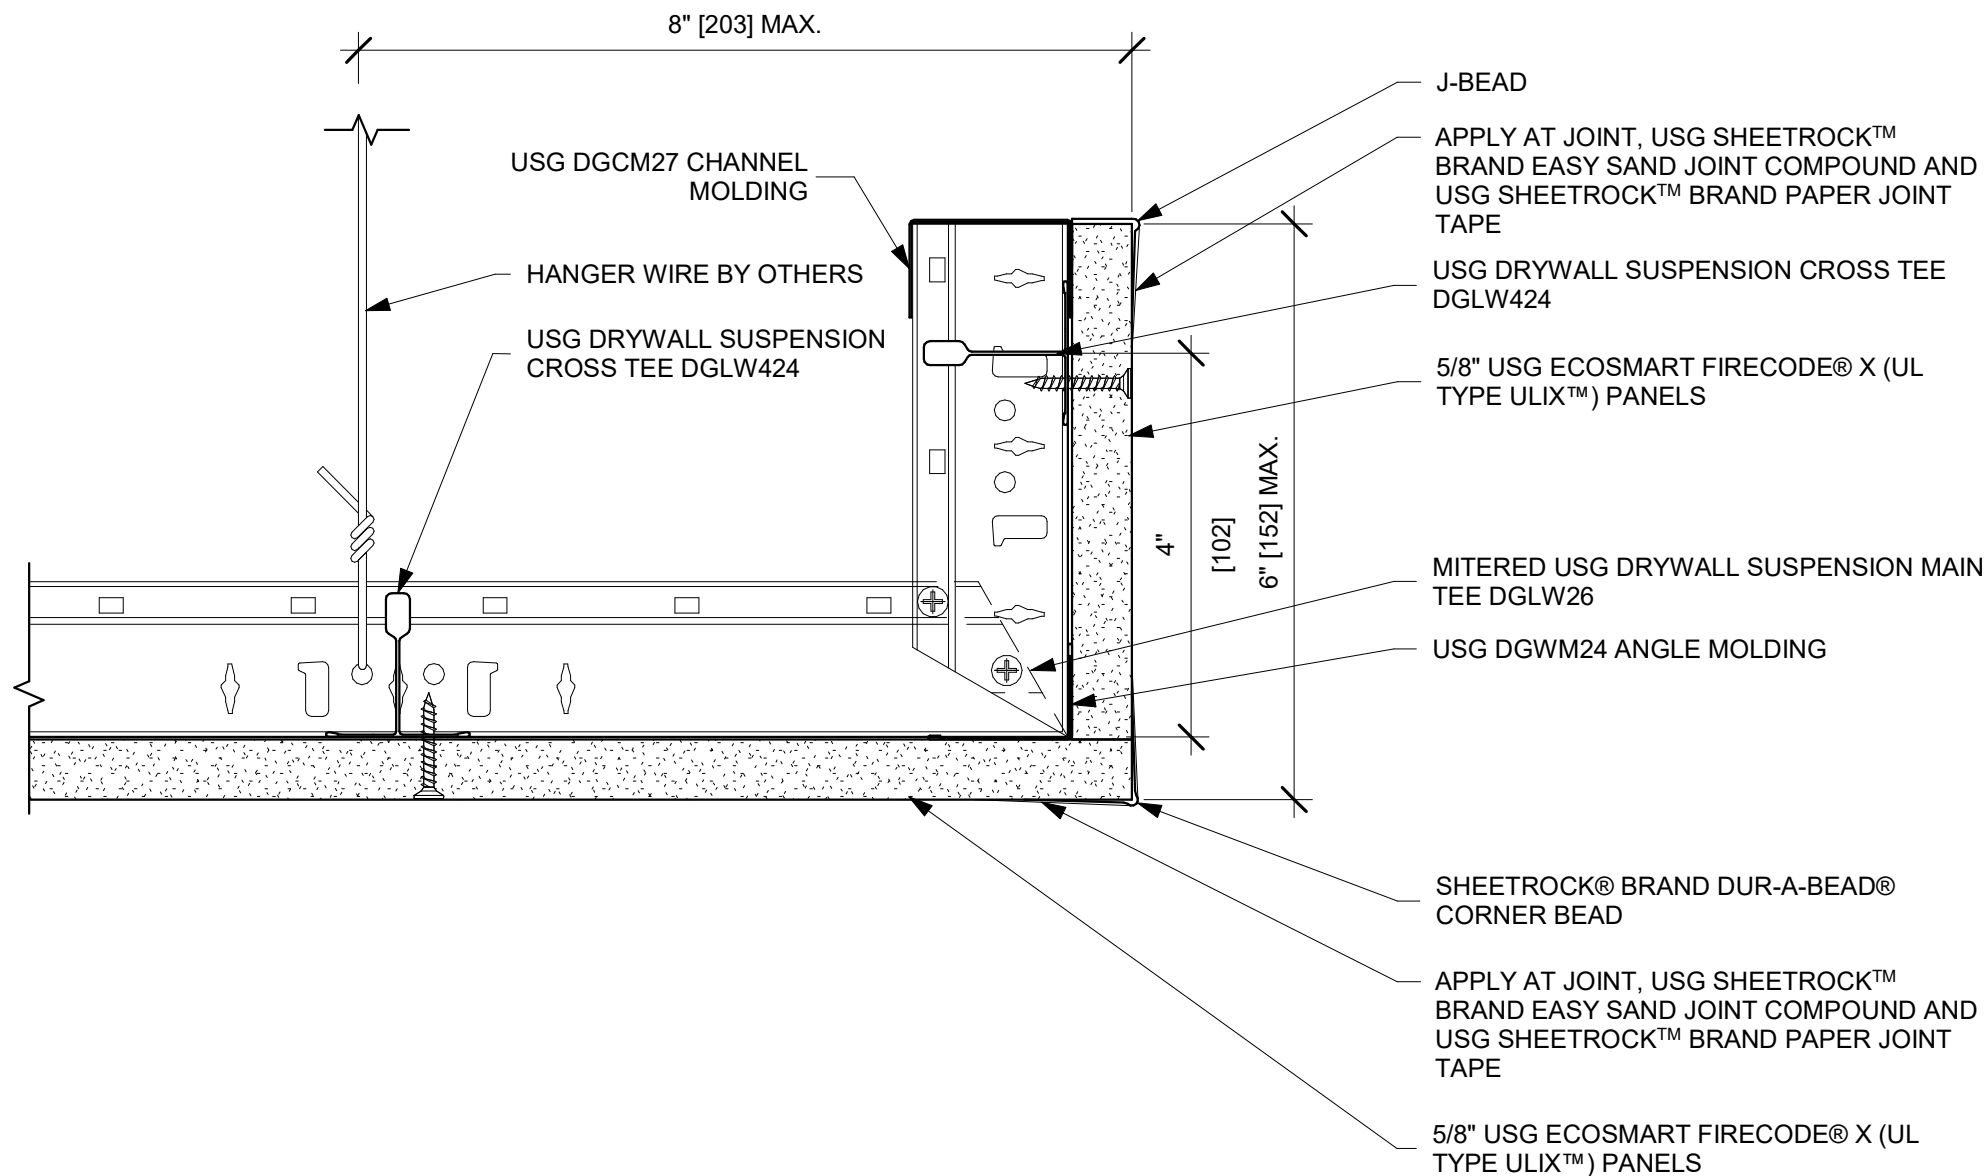 8" [203] MAX.
J-BEAD
APPLY AT JOINT, USG SHEETROCK™
BRAND EASY SAND JOINT COMPOUND AND
USG SHEETROCK™ BRAND PAPER JOINT
TAPE
USG DGCM27 CHANNEL
MOLDING
HANGER WIRE BY OTHERS
USG DRYWALL SUSPENSION CROSS TEE
DGLW424
USG DRYWALL SUSPENSION
CROSS TEE DGLW424
5/8" USG ECOSMART FIRECODE® X (UL
TYPE ULIX™) PANELS
4"
[102]
6" [152] MAX.
MITERED USG DRYWALL SUSPENSION MAIN
TEE DGLW26
USG DGWM24 ANGLE MOLDING
SHEETROCK® BRAND DUR-A-BEAD®
CORNER BEAD
APPLY AT JOINT, USG SHEETROCK™
BRAND EASY SAND JOINT COMPOUND AND
USG SHEETROCK™ BRAND PAPER JOINT
TAPE
5/8" USG ECOSMART FIRECODE® X (UL
TYPE ULIX™) PANELS